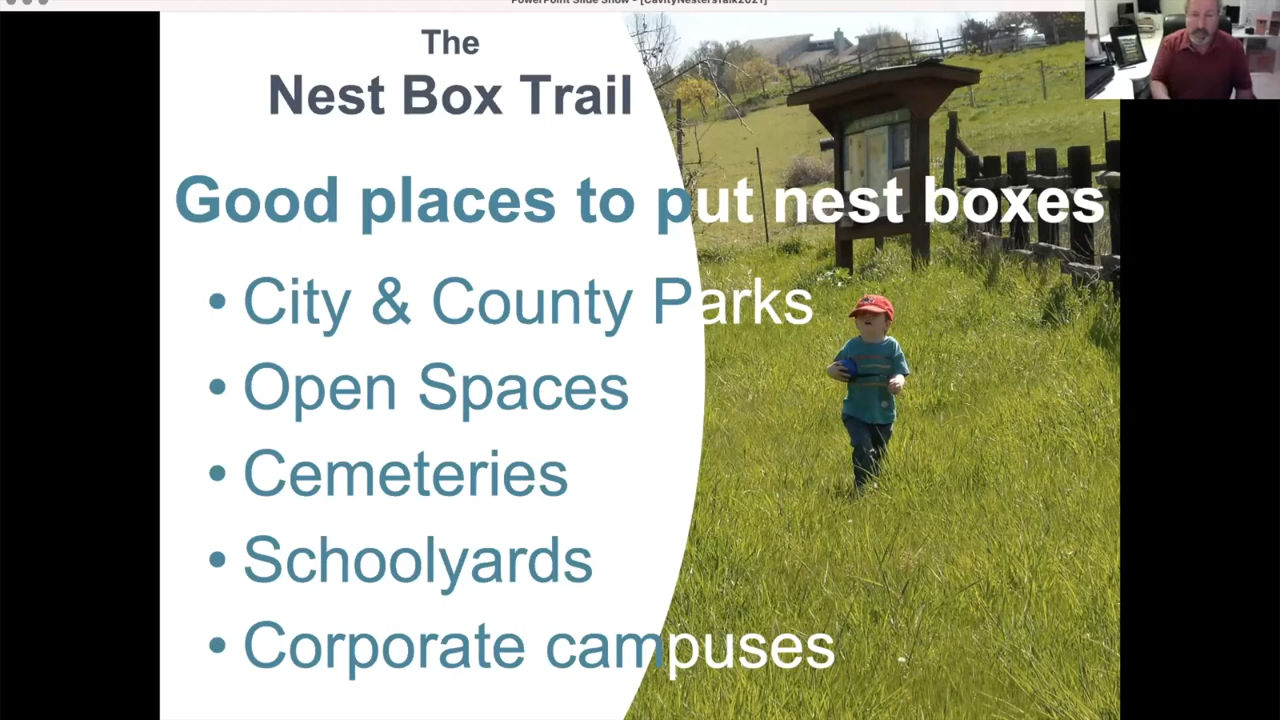 PowerPoint Slide Show - [CavityNestersTalk2021]
The
Nest Box Trail
Good places to put nest boxes
• City & County Parks
• Open Spaces
• Cemeteries
• Schoolyards
• Corporate campuses